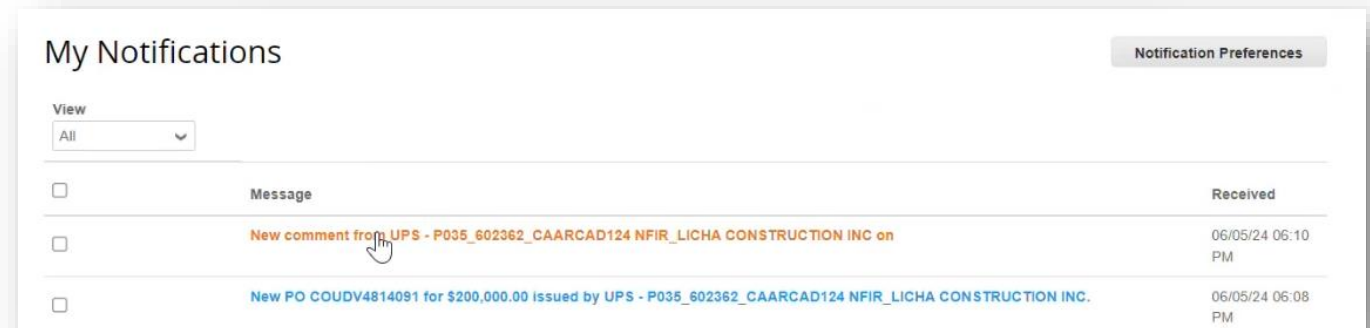 My Notifications
Notification Preferences
View
All
Message
Received
New comment from UPS - P035_602362_CAARCAD124 NFIR_LICHA CONSTRUCTION INC on
06/05/24 06:10
PM
New PO COUDV4814091 for $200,000.00 issued by UPS - P035_602362_CAARCAD124 NFIR_LICHA CONSTRUCTION INC.
06/05/24 06:08
PM